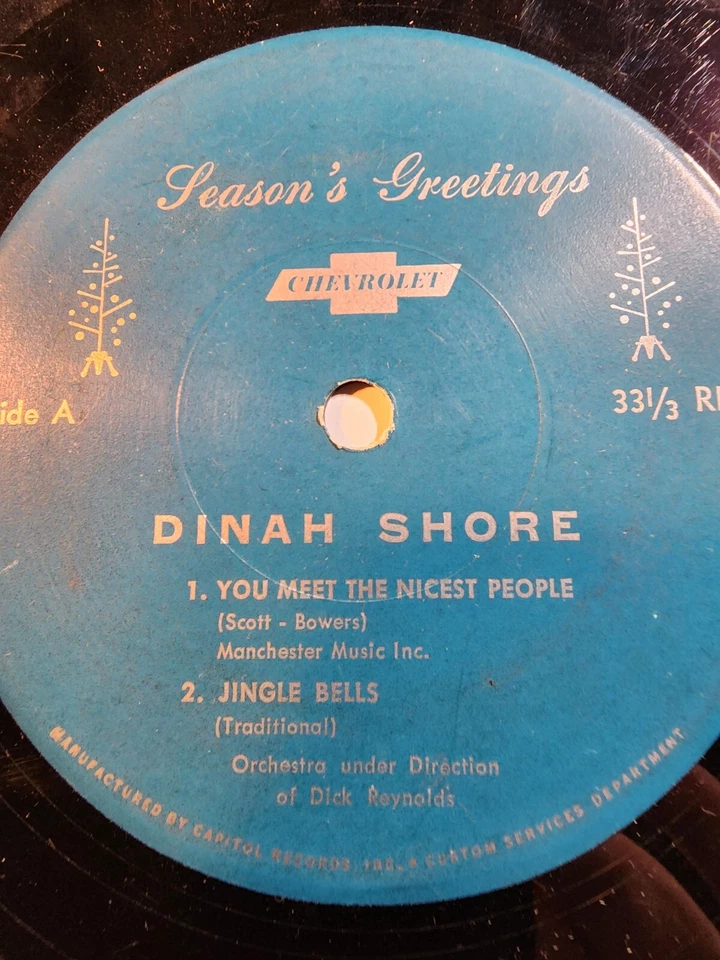 Season's Greetings
CHEVROLET
ide A
33⅓ R
DINAH SHORE
1. YOU MEET THE NICEST PEOPLE
(Scott - Bowers)
Manchester Music Inc.
2. JINGLE BELLS
(Traditional)
Orchestra under Direction
of Dick Reynolds
MANUFACTURED BY CAPITOL RECORDS, INC. • CUSTOM SERVICES DEPARTMENT